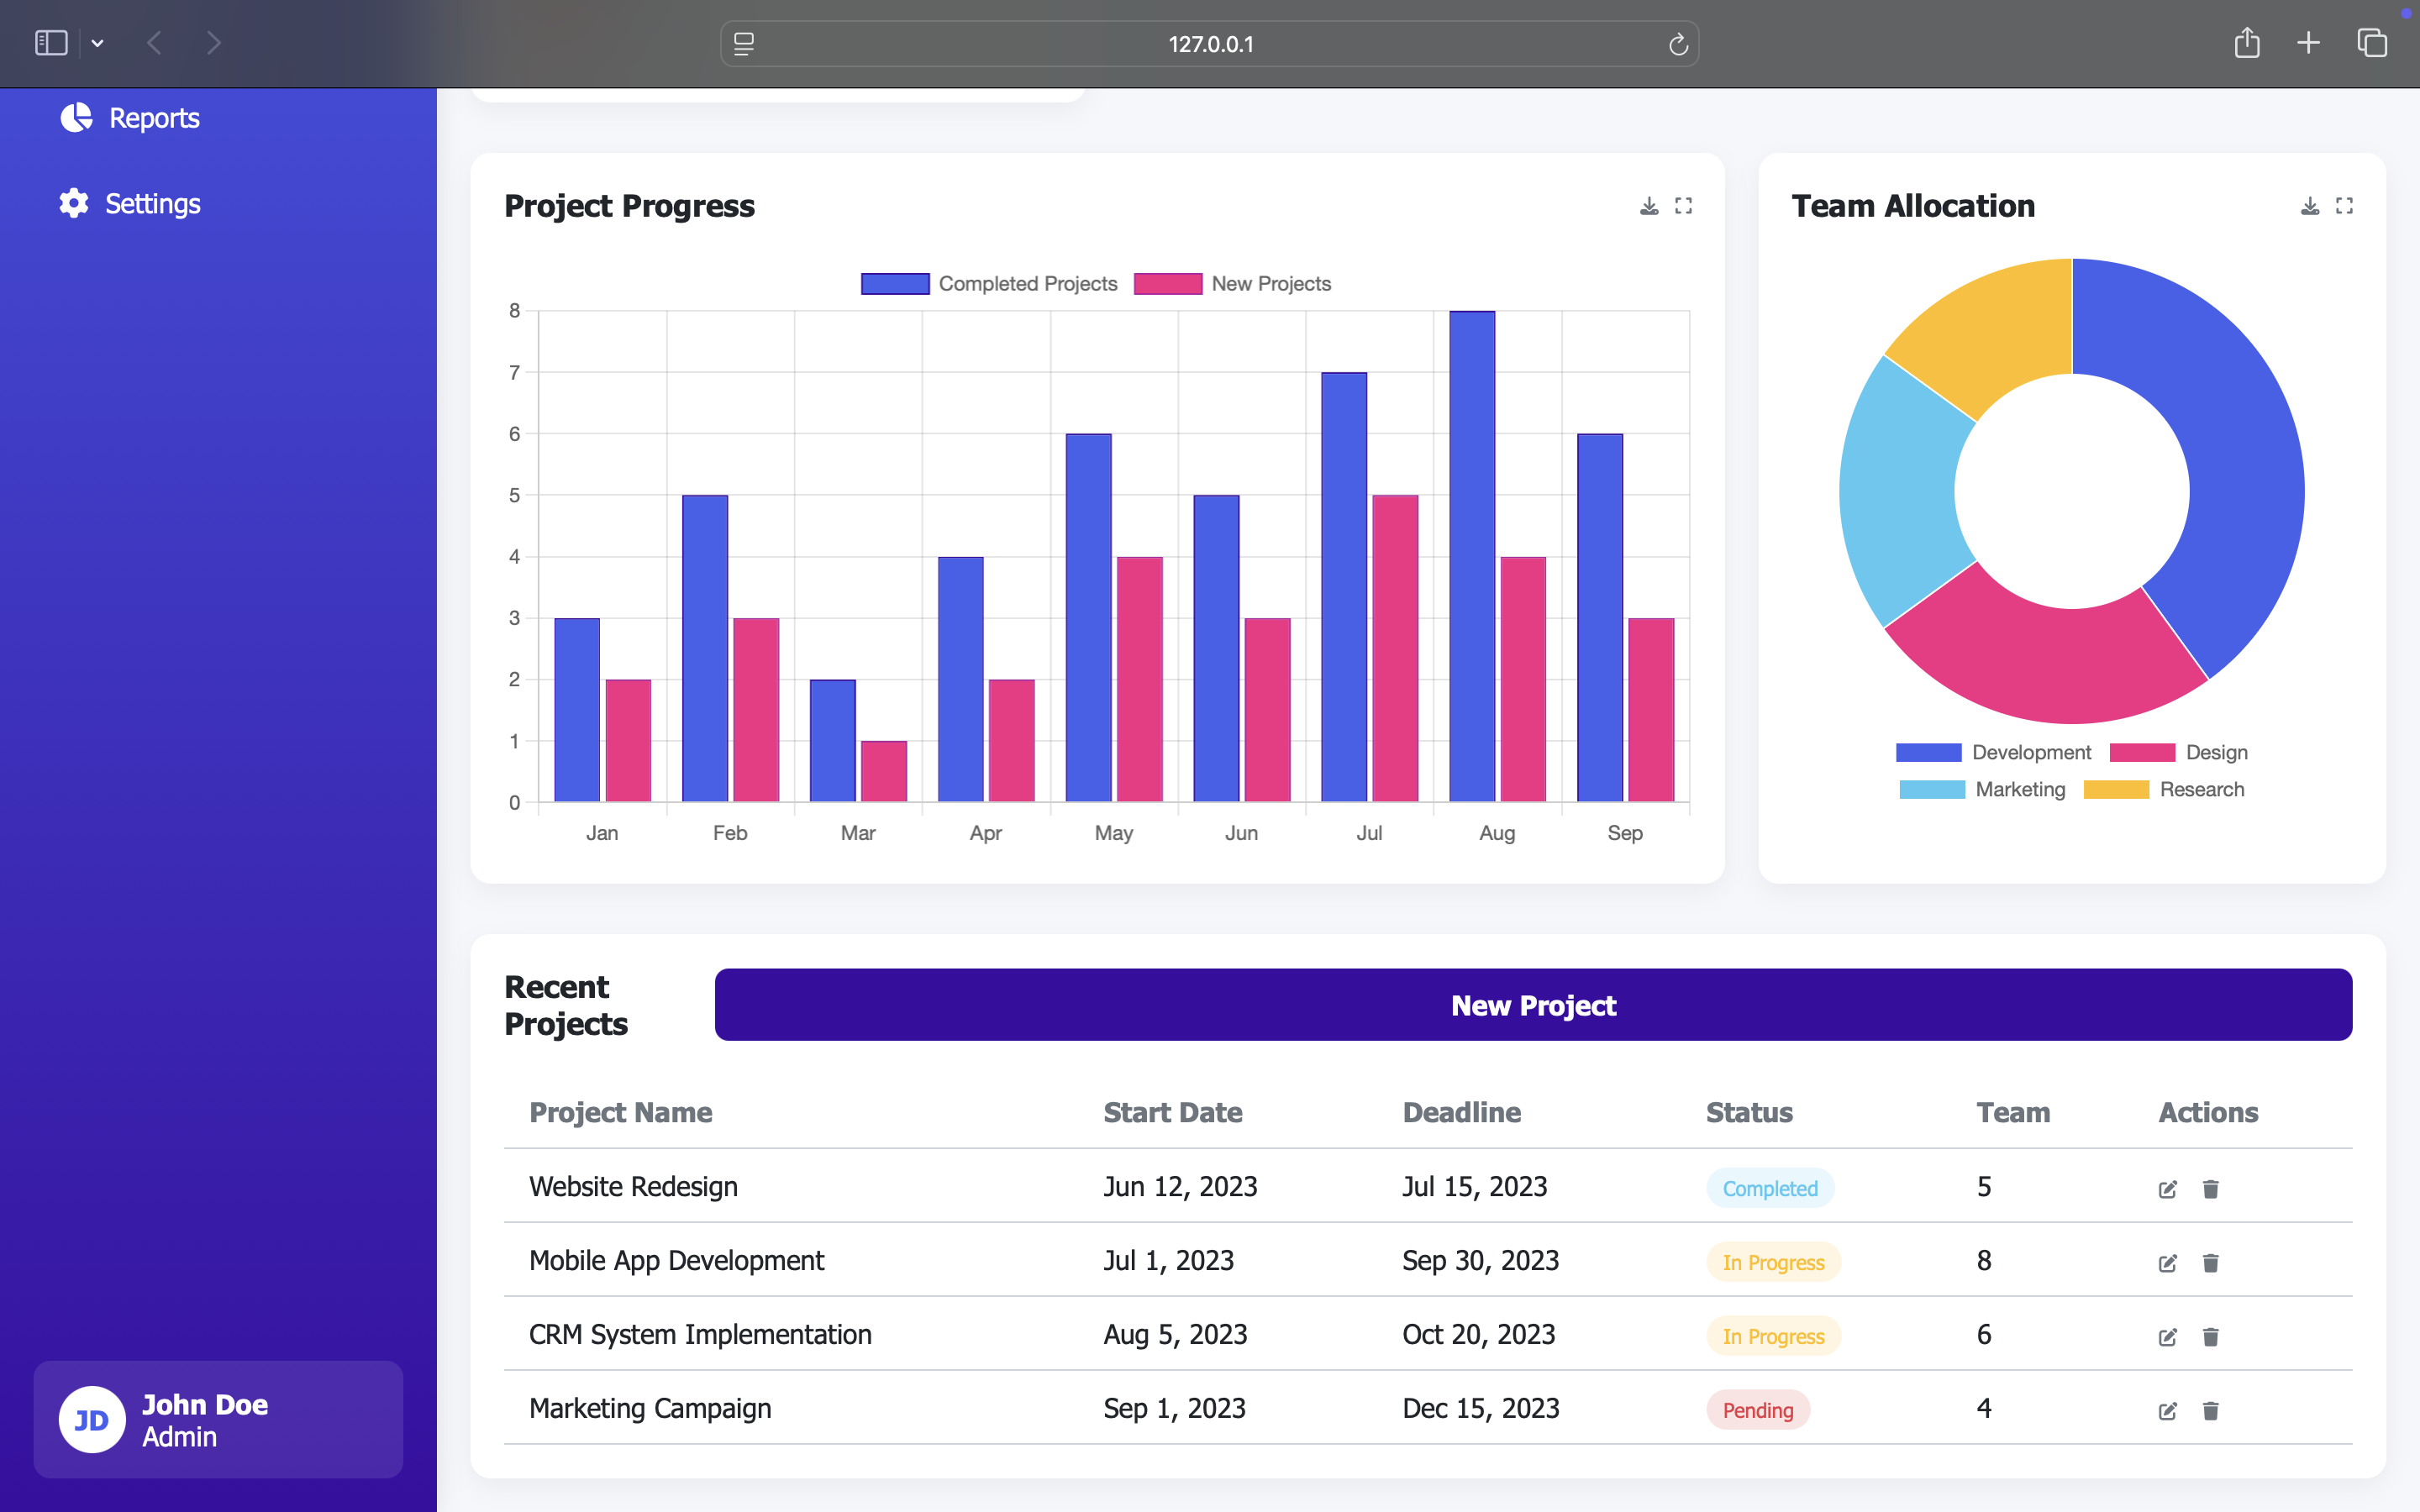 127.0.0.1
Reports
Settings
John Doe
Admin
JD
Project Progress
Completed Projects New Projects
8
7
6
5
4
3
2
1
0
Jan Feb Mar Apr May Jun Jul Aug Sep
Team Allocation
Development Design
Marketing Research
Recent
Projects
New Project
Project Name Start Date Deadline Status Team Actions
Website Redesign Jun 12, 2023 Jul 15, 2023 Completed 5
Mobile App Development Jul 1, 2023 Sep 30, 2023 In Progress 8
CRM System Implementation Aug 5, 2023 Oct 20, 2023 In Progress 6
Marketing Campaign Sep 1, 2023 Dec 15, 2023 Pending 4